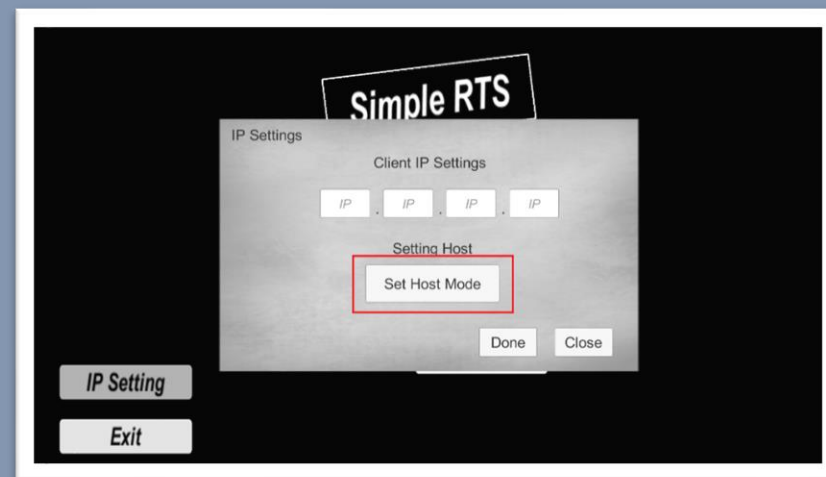 Simple RTS
IP Settings
Client IP Settings
IP . IP . IP . IP
Setting Host
Set Host Mode
Done Close
IP Setting
Exit